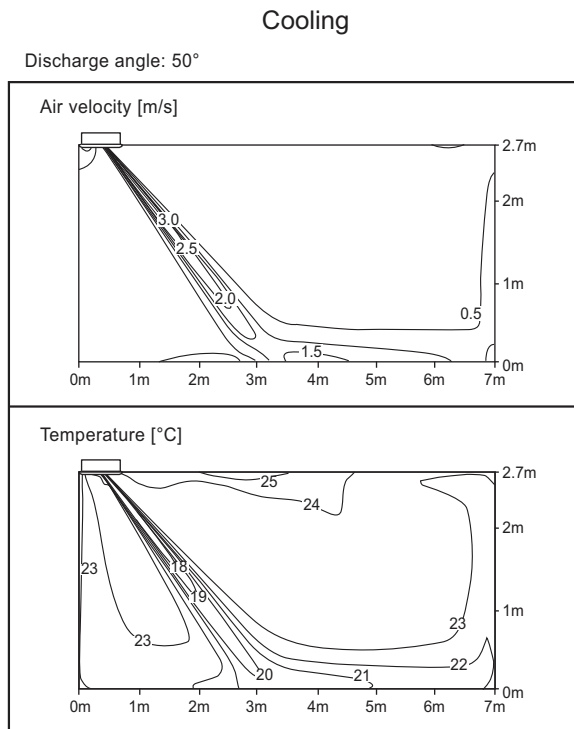 Cooling
Discharge angle: 50°
Air velocity [m/s]
2.7m
3.0
2m
2.5
1m
2.0
0.5
1.5
0m
0m 1m 2m 3m 4m 5m 6m 7m
Temperature [°C]
2.7m
25
24
2m
18
23
19
1m
23
23
22
20
21
0m
0m 1m 2m 3m 4m 5m 6m 7m